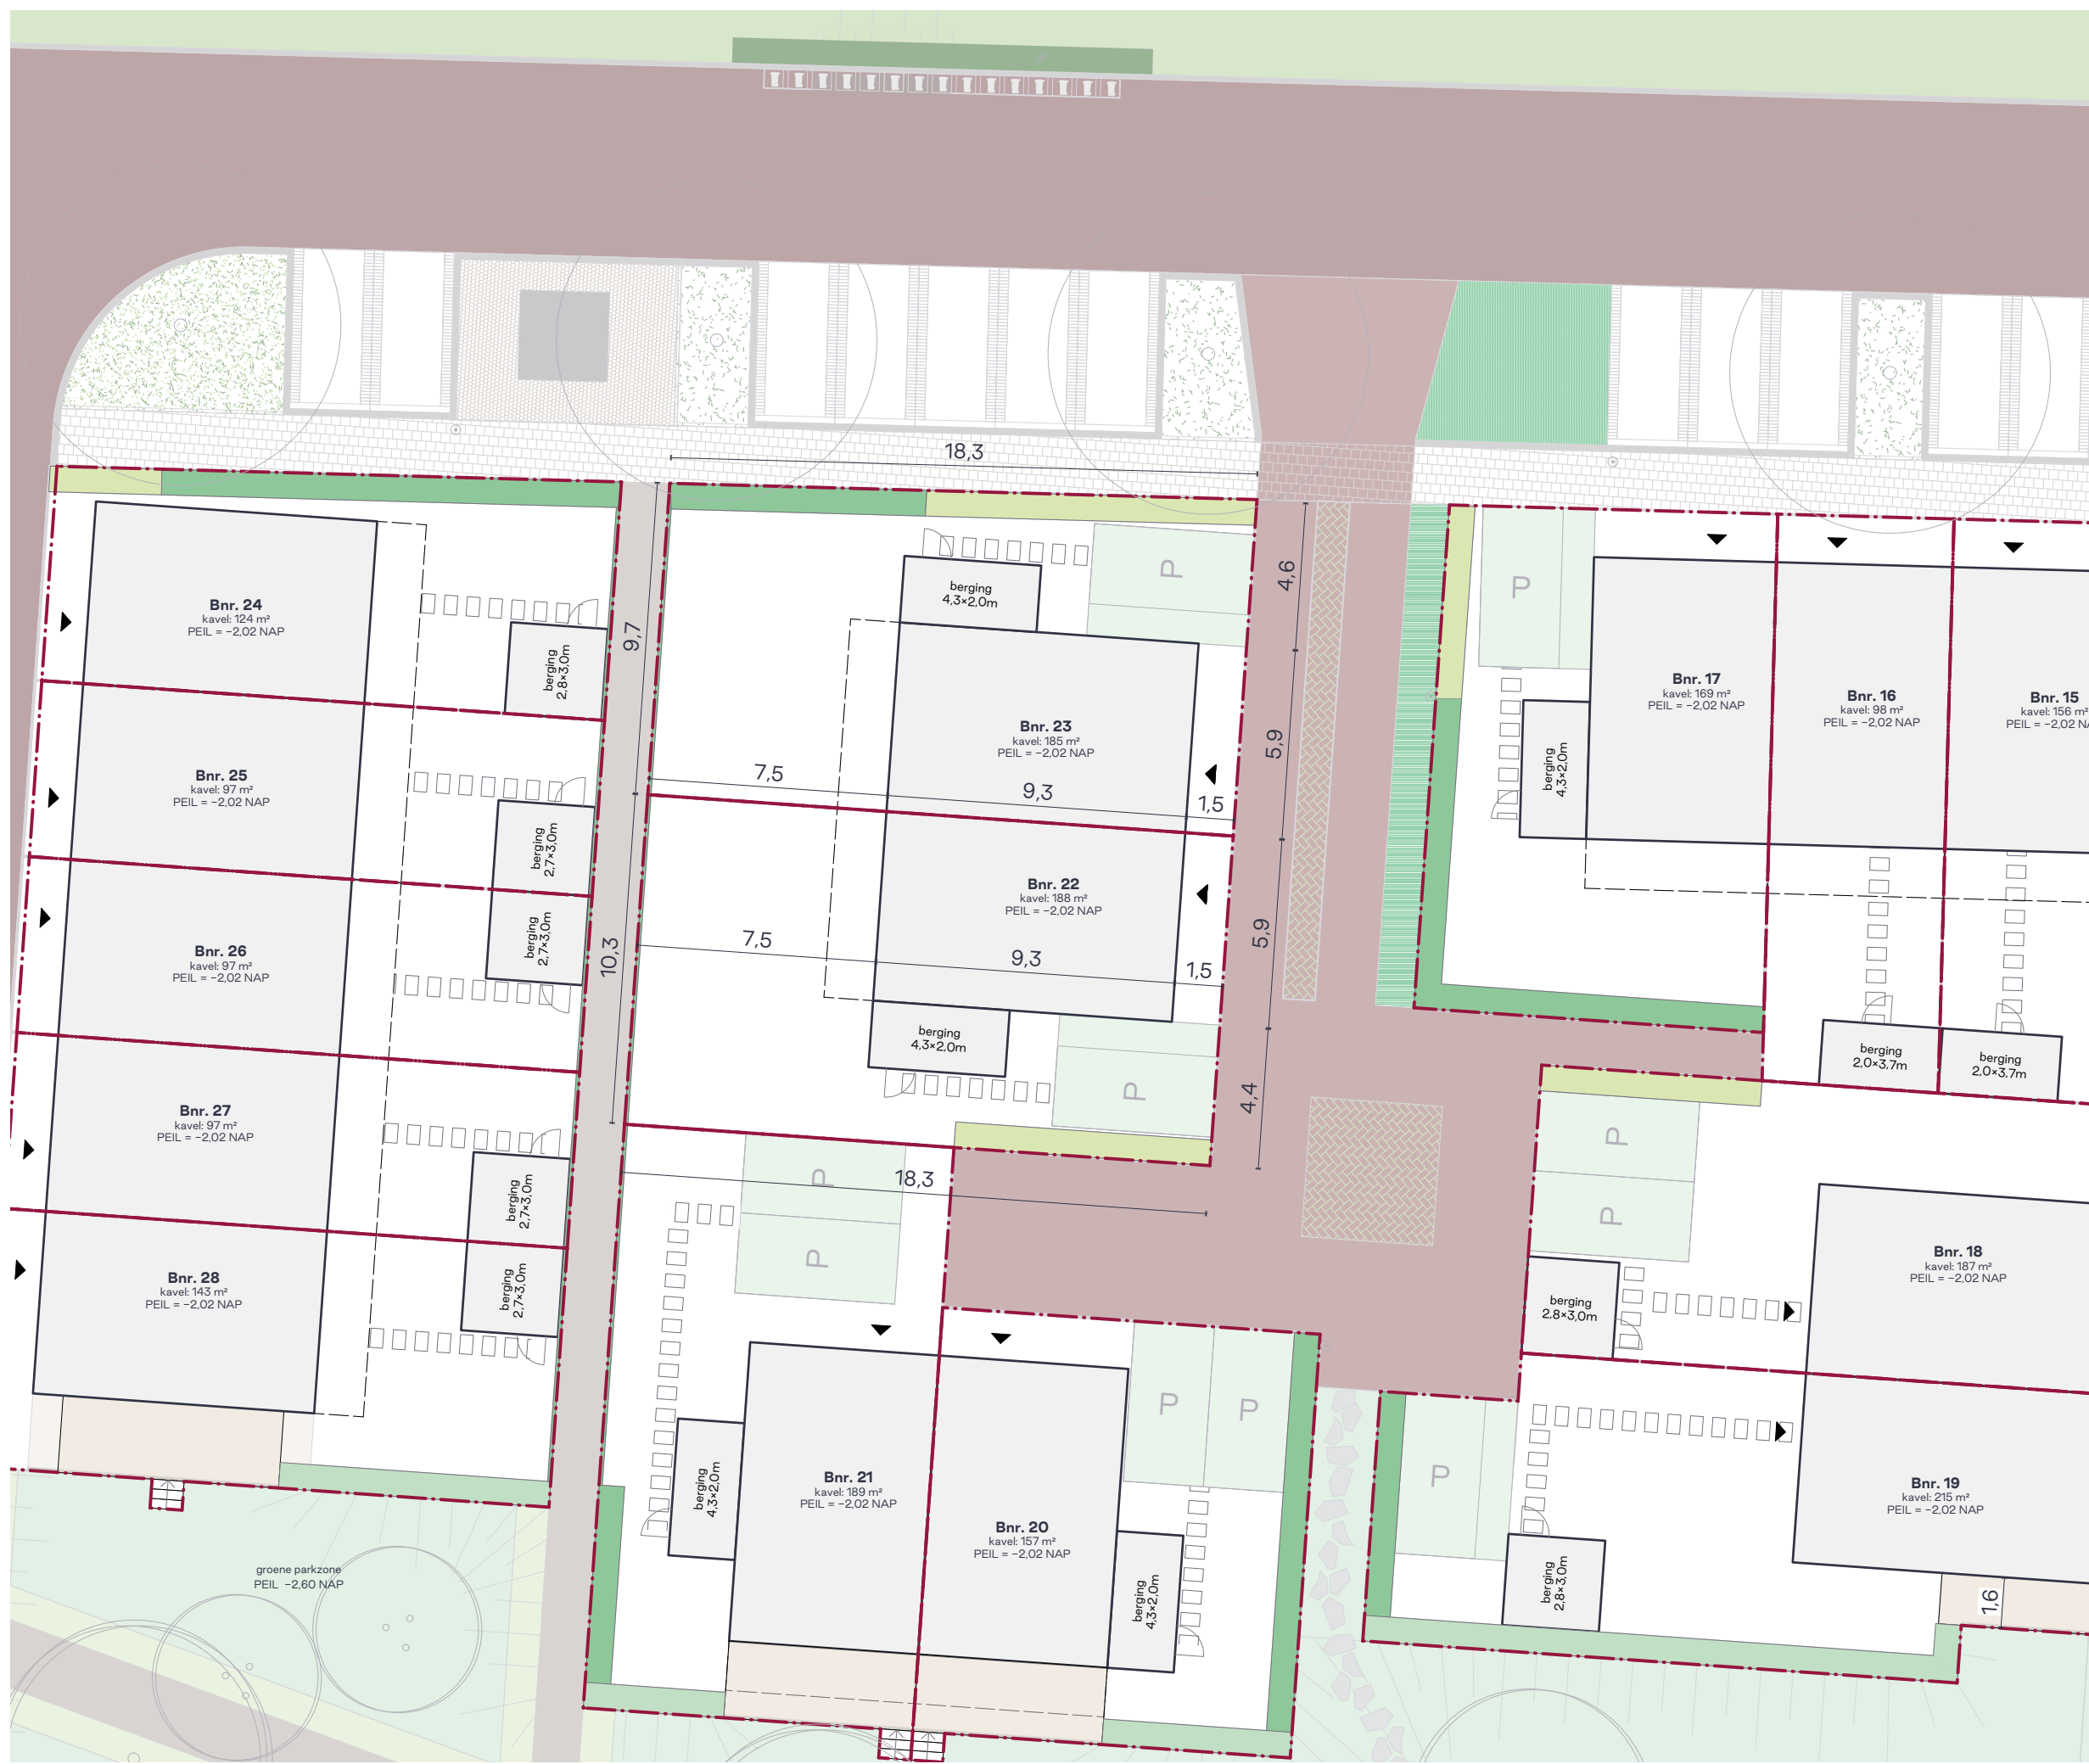 18,3
Bnr. 24
kavel: 124 m²
PEIL = −2,02 NAP
berging
2,8×3,0m
Bnr. 25
kavel: 97 m²
PEIL = −2,02 NAP
berging
2,7×3,0m
Bnr. 26
kavel: 97 m²
PEIL = −2,02 NAP
berging
2,7×3,0m
Bnr. 27
kavel: 97 m²
PEIL = −2,02 NAP
berging
2,7×3,0m
Bnr. 28
kavel: 143 m²
PEIL = −2,02 NAP
berging
2,7×3,0m
groene parkzone
PEIL −2,60 NAP
9,7
10,3
berging
4,3×2,0m
P
Bnr. 23
kavel: 185 m²
PEIL = −2,02 NAP
7,5
9,3
1,5
Bnr. 22
kavel: 188 m²
PEIL = −2,02 NAP
7,5
9,3
1,5
berging
4,3×2,0m
P
4,6
5,9
5,9
4,4
18,3
P
P
Bnr. 21
kavel: 189 m²
PEIL = −2,02 NAP
berging
4,3×2,0m
Bnr. 20
kavel: 157 m²
PEIL = −2,02 NAP
berging
4,3×2,0m
P
P
P
Bnr. 17
kavel: 169 m²
PEIL = −2,02 NAP
berging
4,3×2,0m
Bnr. 16
kavel: 98 m²
PEIL = −2,02 NAP
Bnr. 15
kavel: 156 m²
PEIL = −2,02
berging
2,0×3,7m
berging
2,0×3,7m
P
P
Bnr. 18
kavel: 187 m²
PEIL = −2,02 NAP
berging
2,8×3,0m
P
Bnr. 19
kavel: 215 m²
PEIL = −2,02 NAP
berging
2,8×3,0m
1,6